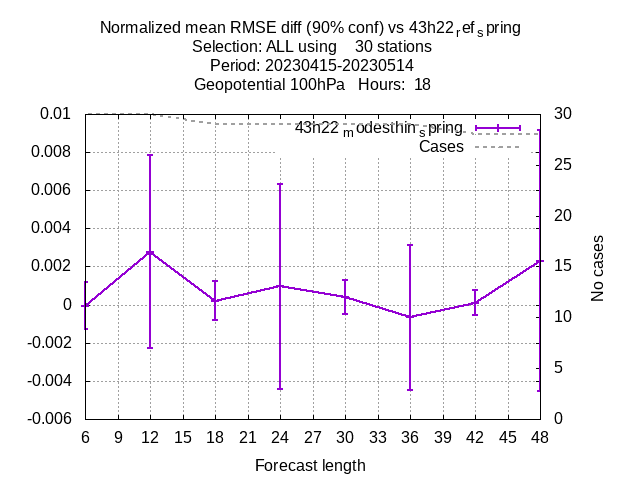 Normalized mean RMSE diff (90% conf) vs 43h22ref spring
Selection: ALL using 30 stations
Period: 20230415-20230514
Geopotential 100hPa Hours: 18
43h22modesthinspring
Cases
0.01
0.008
0.006
0.004
0.002
0
-0.002
-0.004
-0.006
30
25
20
15
10
5
0
No cases
6 9 12 15 18 21 24 27 30 33 36 39 42 45 48
Forecast length